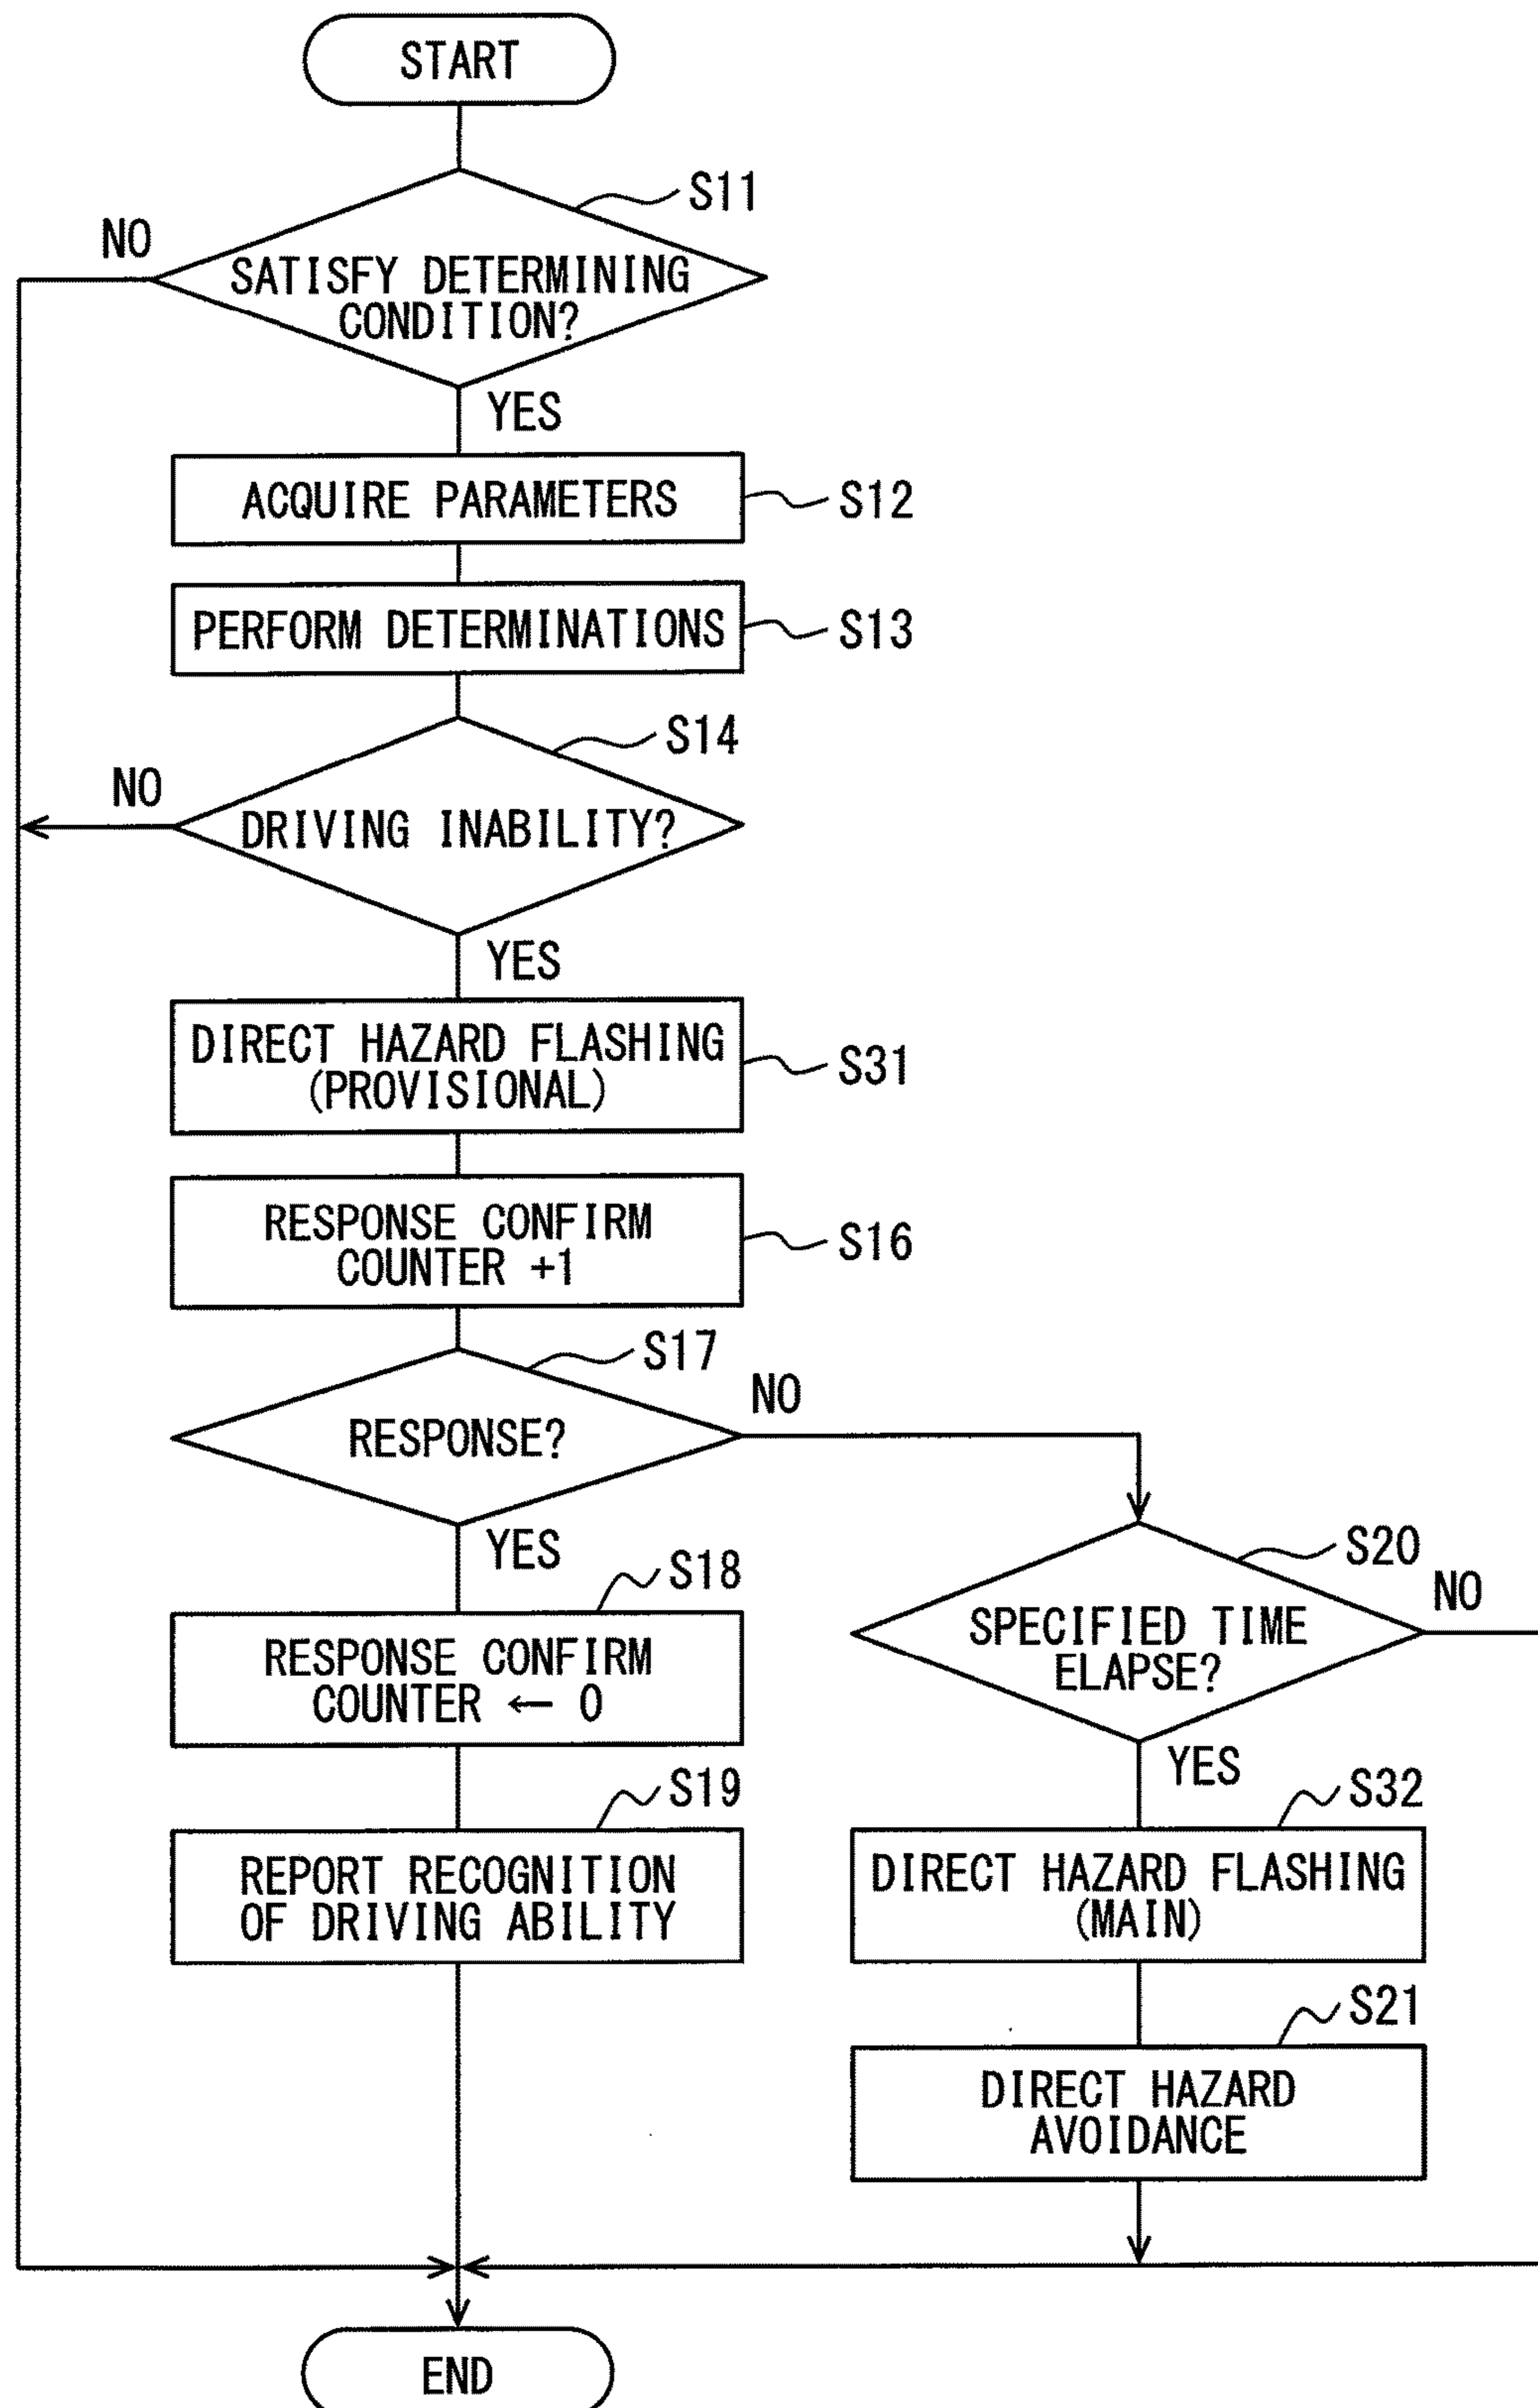 START
S11
NO
SATISFY DETERMINING
CONDITION?
YES
ACQUIRE PARAMETERS
S12
PERFORM DETERMINATIONS
S13
S14
NO
DRIVING INABILITY?
YES
DIRECT HAZARD FLASHING
(PROVISIONAL)
S31
RESPONSE CONFIRM
COUNTER +1
S16
S17
NO
RESPONSE?
YES
S18
RESPONSE CONFIRM
COUNTER ← 0
S19
REPORT RECOGNITION
OF DRIVING ABILITY
S20
NO
SPECIFIED TIME
ELAPSE?
YES
S32
DIRECT HAZARD FLASHING
(MAIN)
S21
DIRECT HAZARD
AVOIDANCE
END